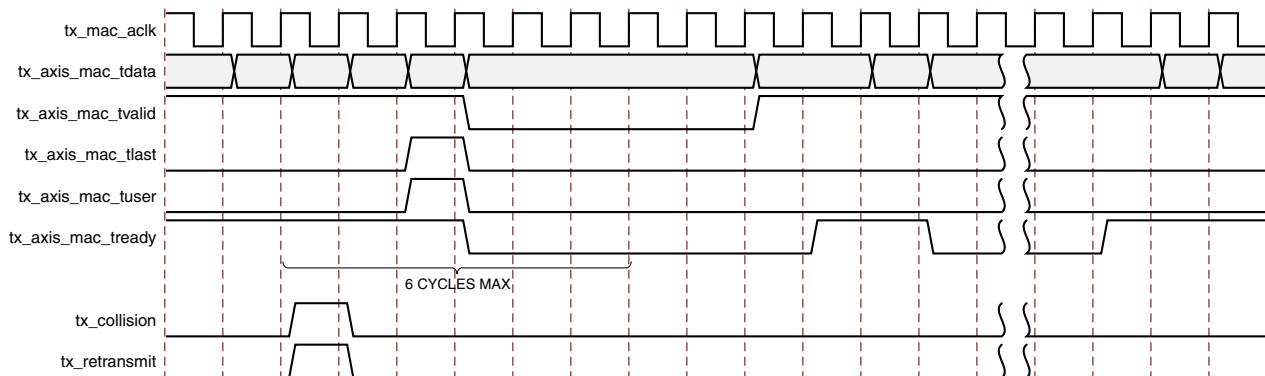 tx_mac_aclk
tx_axis_mac_tdata
tx_axis_mac_tvalid
tx_axis_mac_tlast
tx_axis_mac_tuser
tx_axis_mac_tready
6 CYCLES MAX
tx_collision
tx_retransmit